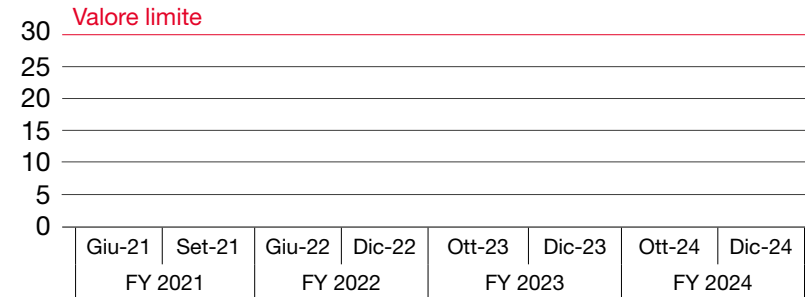 Valore limite
30
25
20
15
10
5
0
Giu-21 Set-21 Giu-22 Dic-22 Ott-23 Dic-23 Ott-24 Dic-24
FY 2021 FY 2022 FY 2023 FY 2024